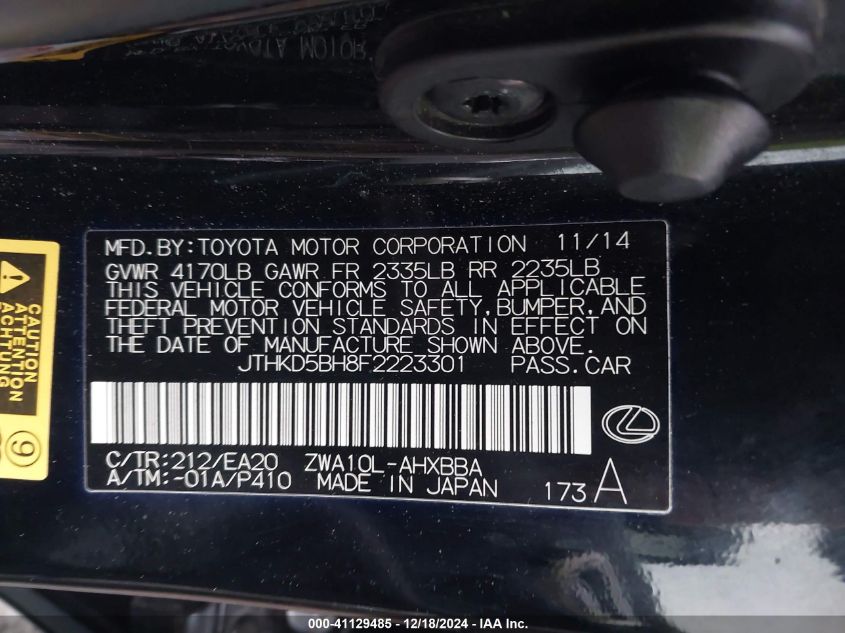 MFD.BY:TOYOTA MOTOR CORPORATION 11/14
GVWR 4170LB GAWR FR 2335LB RR 2235LB
THIS VEHICLE CONFORMS TO ALL APPLICABLE
FEDERAL MOTOR VEHICLE SAFETY,BUMPER,AND
THEFT PREVENTION STANDARDS IN EFFECT ON
THE DATE OF MANUFACTURE SHOWN ABOVE.
JTHKD5BH8F2223301 PASS.CAR
C/TR:212/EA20 ZWA10L-AHXBBA
A/TM:-01A/P410 MADE IN JAPAN 173 A
CAUTION
ATTENTION
ACHTUNG
9
000-41129485 - 12/18/2024 - IAA Inc.